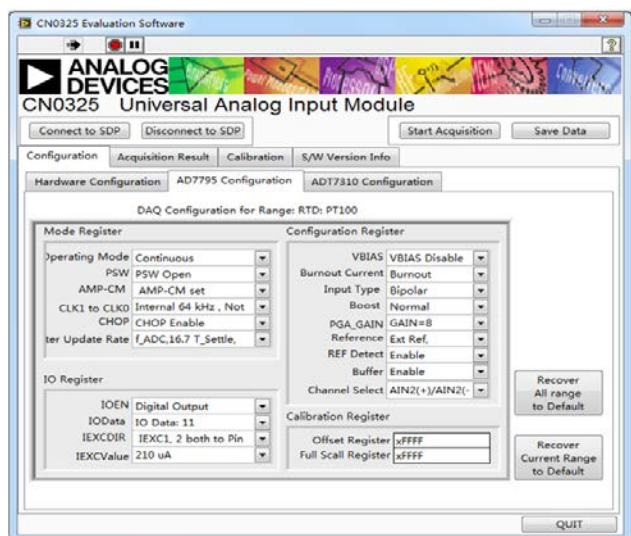 CN0325 Evaluation Software
ANALOG
DEVICES
CN0325 Universal Analog Input Module
Connect to SDP Disconnect to SDP Start Acquisition Save Data
Configuration Acquisition Result Calibration S/W Version Info
Hardware Configuration AD7795 Configuration ADT7310 Configuration
DAQ Configuration for Range: RTD: PT100
Mode Register
Operating Mode Continuous
PSW PSW Open
AMP-CM AMP-CM set
CLK1 to CLK0 Internal 64 kHz , Not
CHOP CHOP Enable
ter Update Rate f_ADC,16.7 T_Settle,
IO Register
IOEN Digital Output
IOData IO Data: 11
IEXCDIR IEXC1, 2 both to Pin
IEXCValue 210 uA
Configuration Register
VBIAS VBIAS Disable
Burnout Current Burnout
Input Type Bipolar
Boost Normal
PGA_GAIN GAIN=8
Reference Ext Ref,
REF Detect Enable
Buffer Enable
Channel Select AIN2(+)/AIN2(-
Calibration Register
Offset Register xFFFF
Full Scall Register xFFFF
Recover
All range
to Default
Recover
Current Range
to Default
QUIT